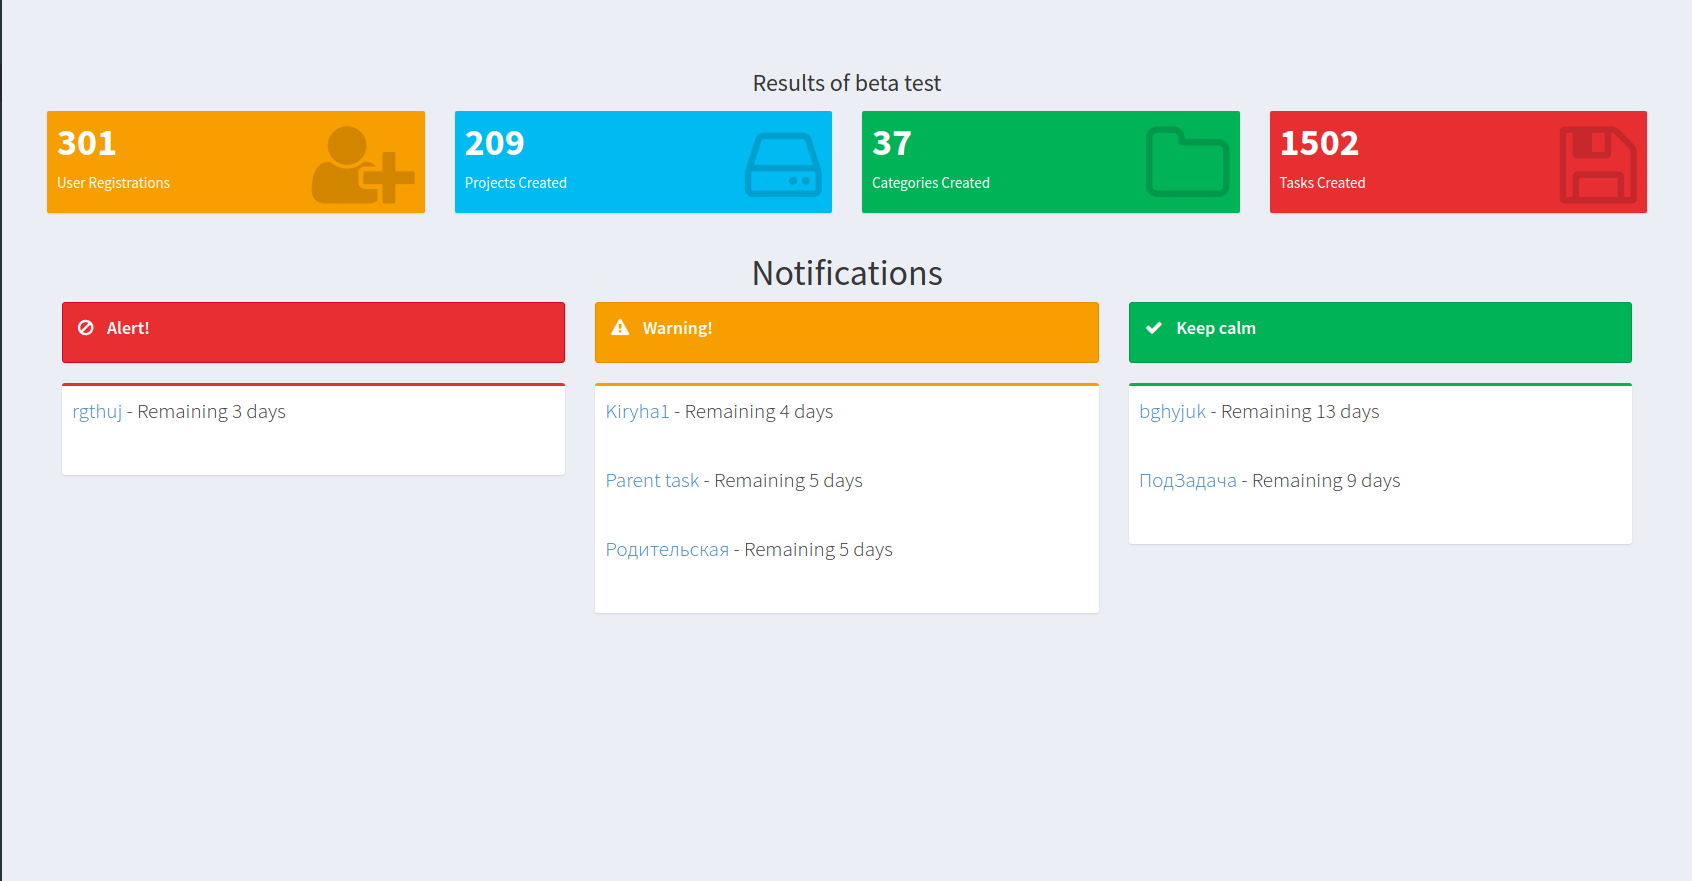 Results of beta test
301
User Registrations
209
Projects Created
37
Categories Created
1502
Tasks Created
Notifications
Alert!
rgthuj - Remaining 3 days
Warning!
Kiryha1 - Remaining 4 days
Parent task - Remaining 5 days
Родительская - Remaining 5 days
Keep calm
bghyjuk - Remaining 13 days
ПодЗадача - Remaining 9 days